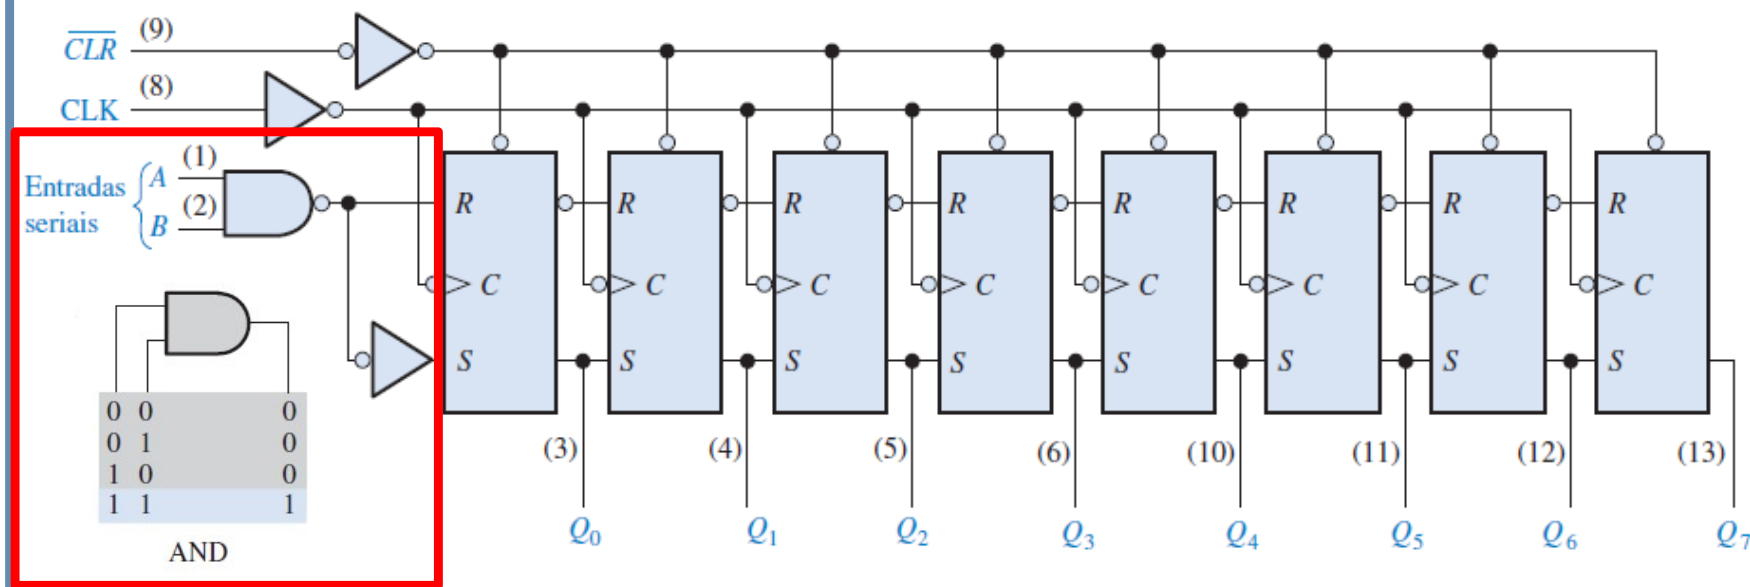 CLR (9)
CLK (8)
Entradas seriais
A (1)
B (2)
R R R R R R R R
C C C C C C C C
S S S S S S S S
0 0 0
0 1 0
1 0 0
1 1 1
AND
(3) (4) (5) (6) (10) (11) (12) (13)
Q0 Q1 Q2 Q3 Q4 Q5 Q6 Q7